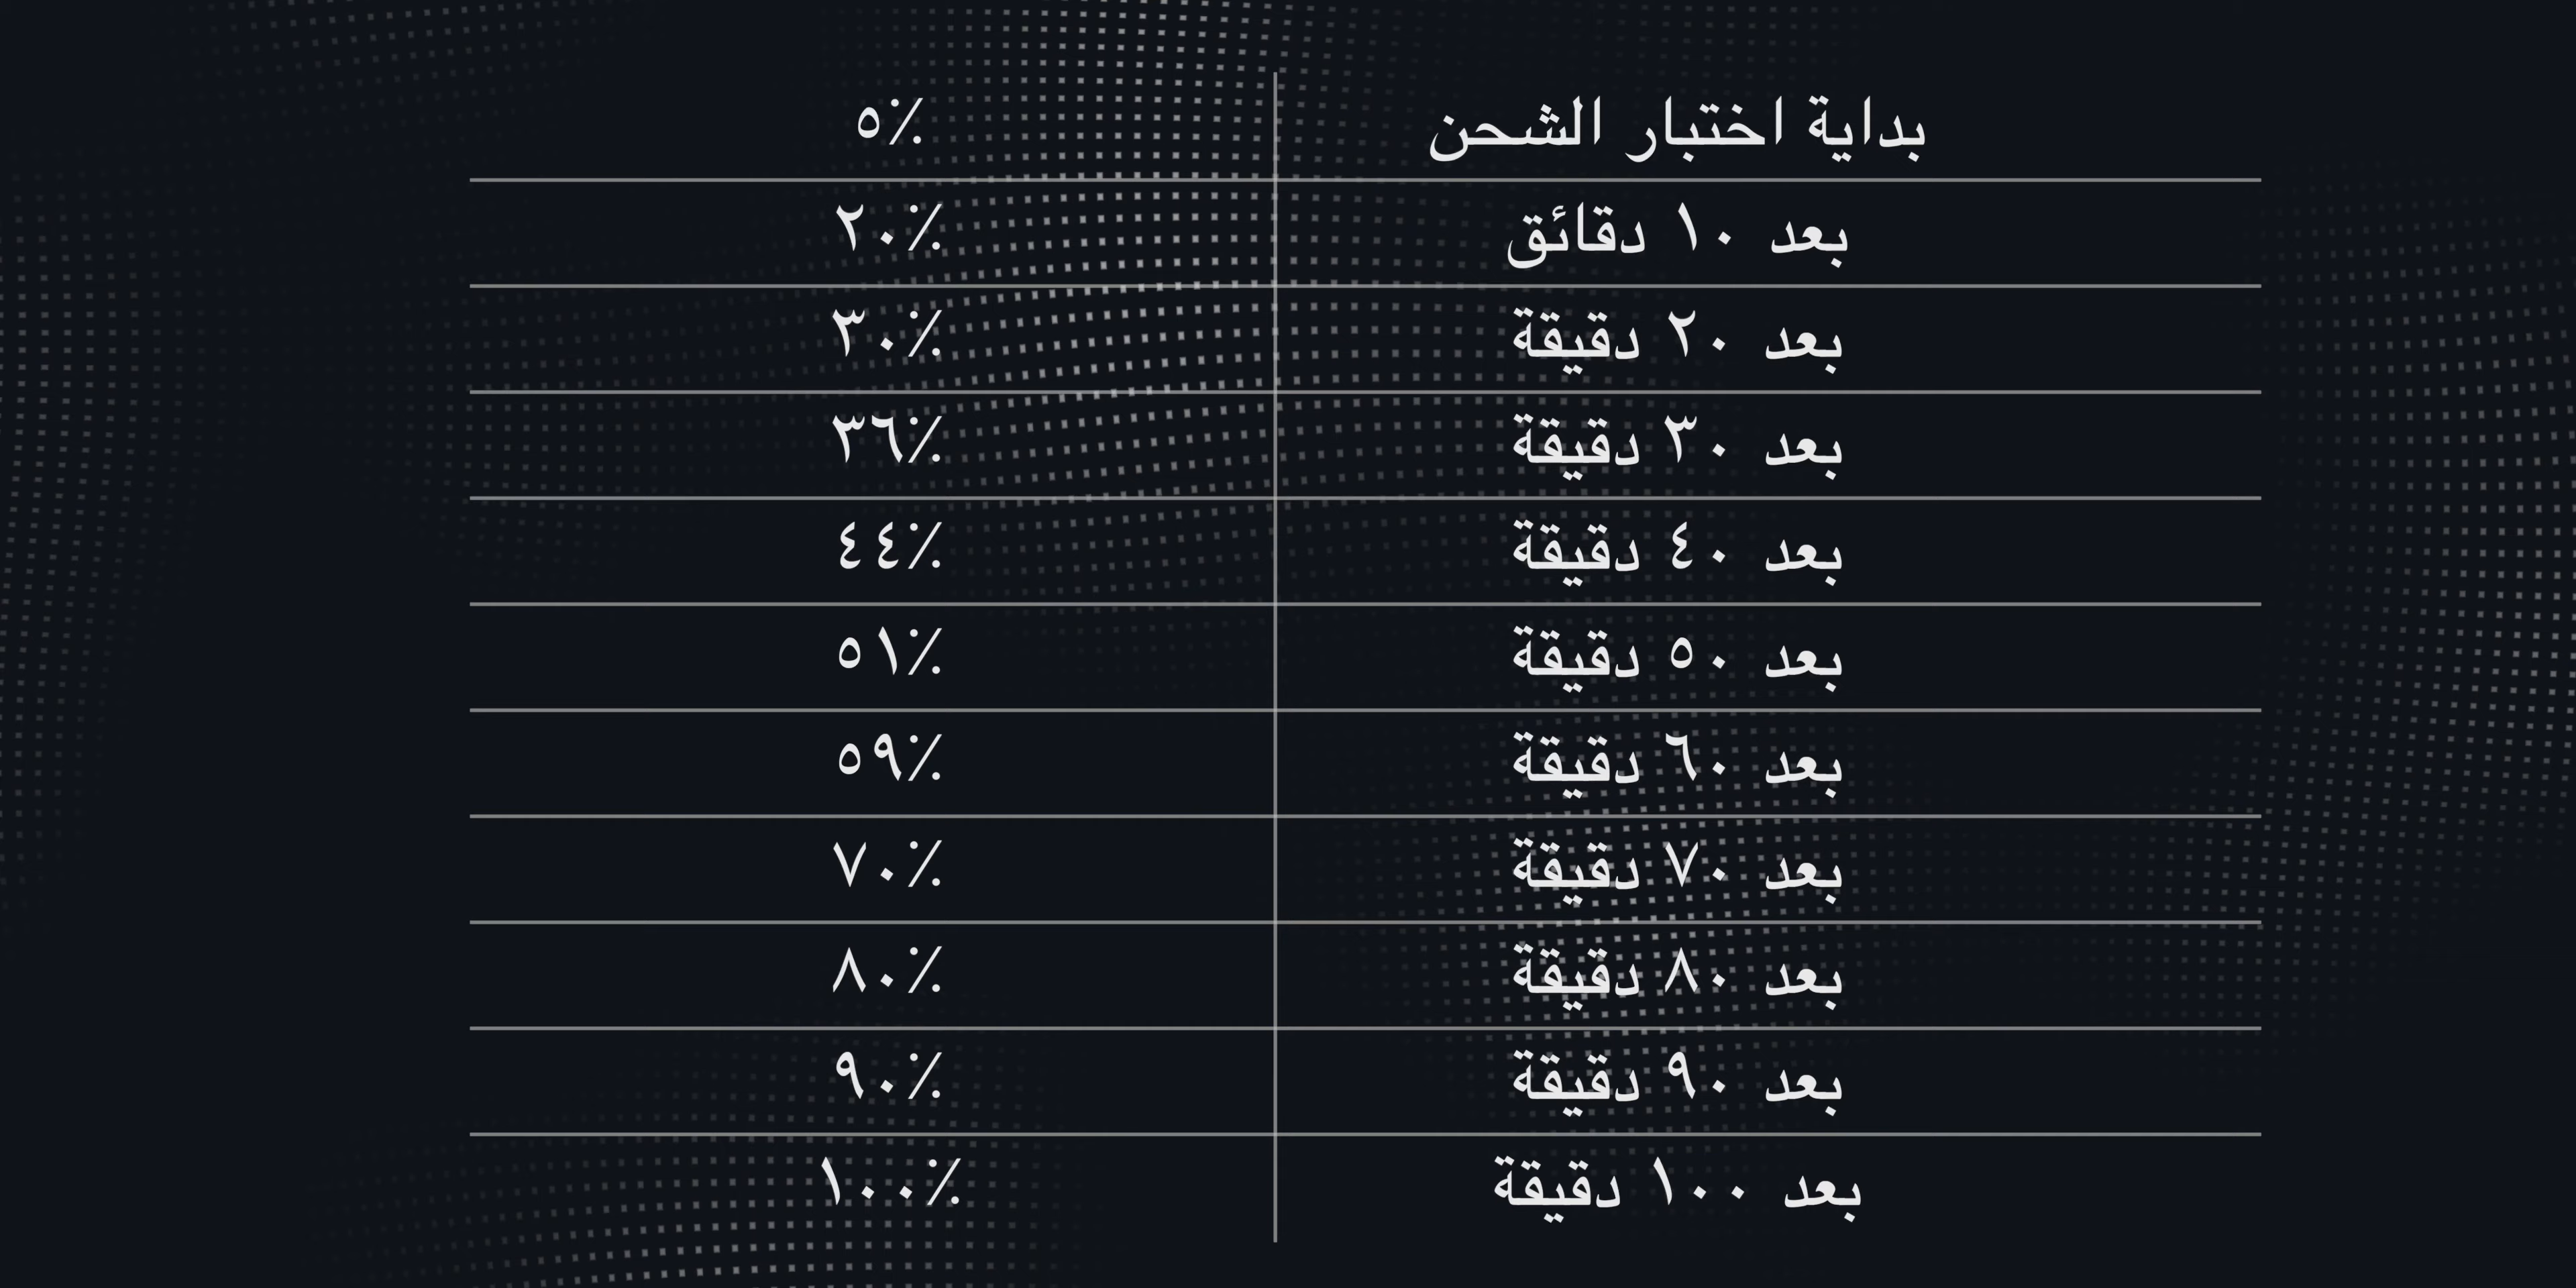 بداية اختبار الشحن ٥٪
بعد ١٠ دقائق ٢٠٪
بعد ٢٠ دقيقة ٣٠٪
بعد ٣٠ دقيقة ٣٦٪
بعد ٤٠ دقيقة ٤٤٪
بعد ٥٠ دقيقة ٥١٪
بعد ٦٠ دقيقة ٥٩٪
بعد ٧٠ دقيقة ٧٠٪
بعد ٨٠ دقيقة ٨٠٪
بعد ٩٠ دقيقة ٩٠٪
بعد ١٠٠ دقيقة ١٠٠٪